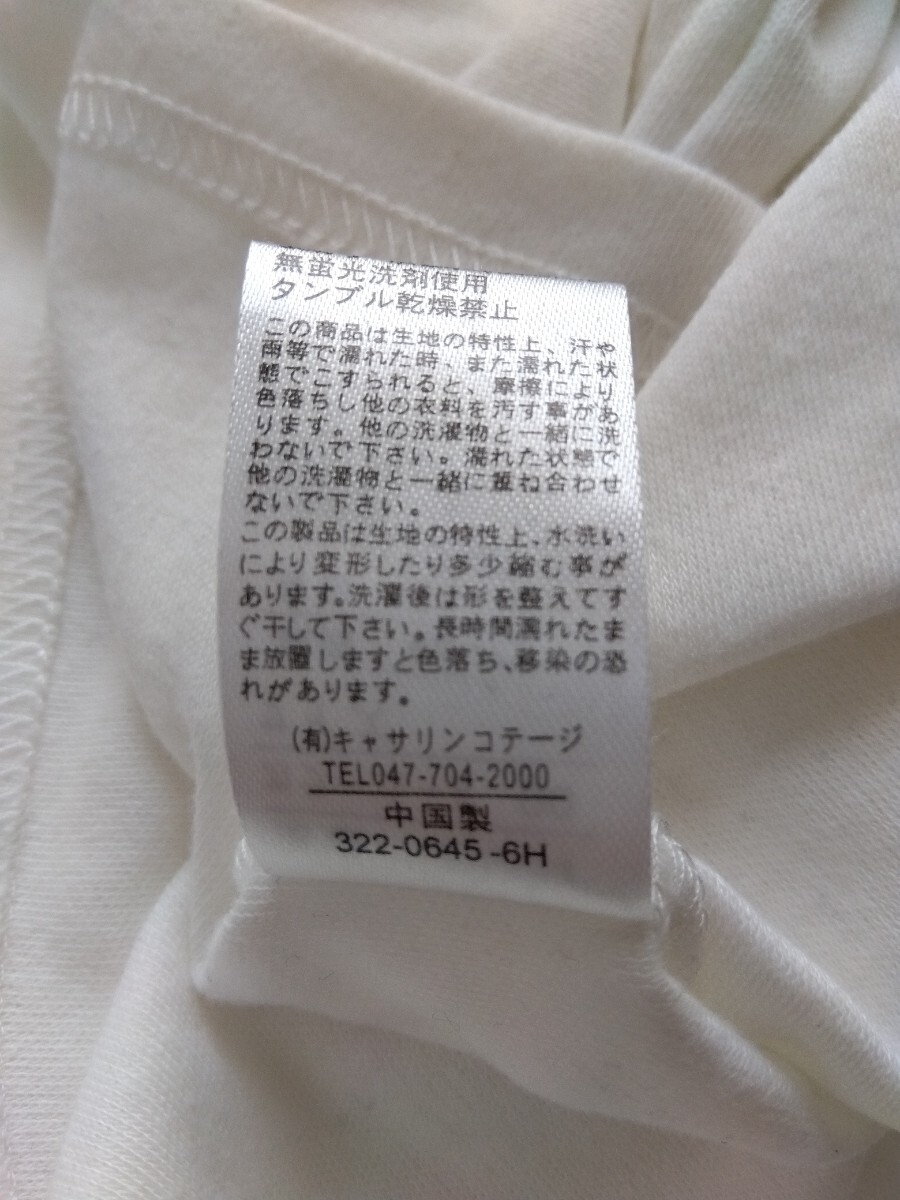 無蛍光洗剤使用
タンブル乾燥禁止
この商品は生地の特性上、汗や
雨等で濡れた時、また濡れた状
態でこすられると、摩擦により
色落ちし他の衣料を汚す事があ
ります。他の洗濯物と一緒に洗
わないで下さい。濡れた状態で
他の洗濯物と一緒に重ね合わせ
ないで下さい。
この製品は生地の特性上、水洗い
により変形したり多少縮む事が
あります。洗濯後は形を整えてす
ぐ干して下さい。長時間濡れたま
ま放置しますと色落ち、移染の恐
れがあります。
(有)キャサリンコテージ
TEL047-704-2000
中国製
322-0645-6H